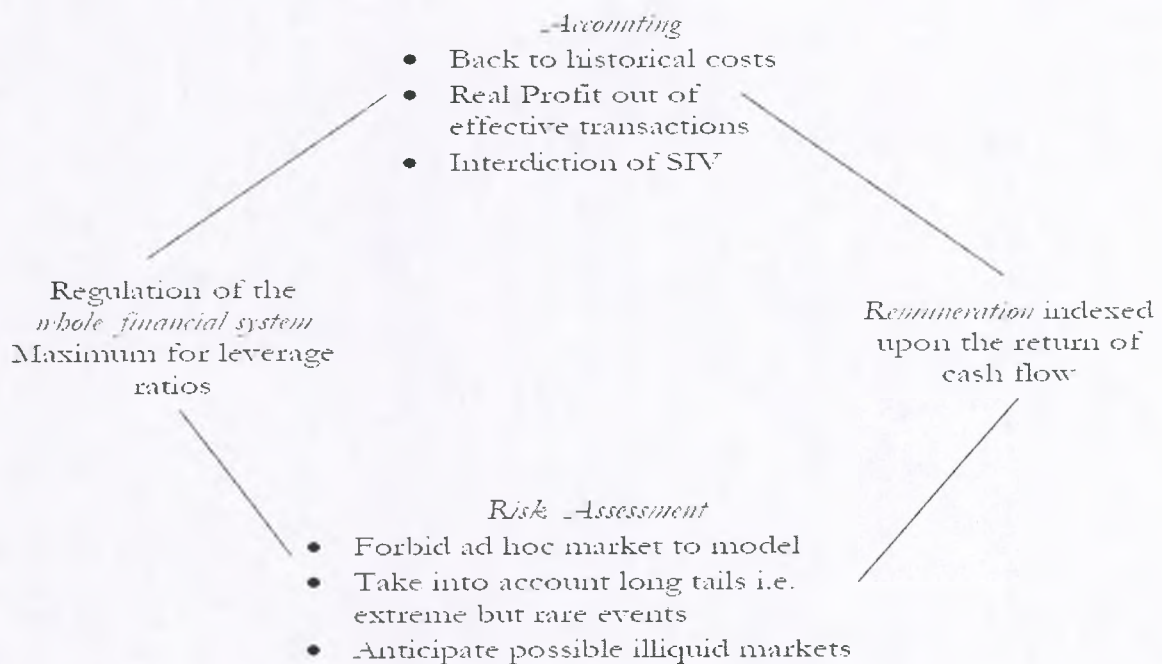 Accounting
• Back to historical costs
• Real Profit out of
effective transactions
• Interdiction of SIV
Regulation of the
whole financial system
Maximum for leverage
ratios
Remuneration indexed
upon the return of
cash flow
Risk Assessment
• Forbid ad hoc market to model
• Take into account long tails i.e.
extreme but rare events
• Anticipate possible illiquid markets